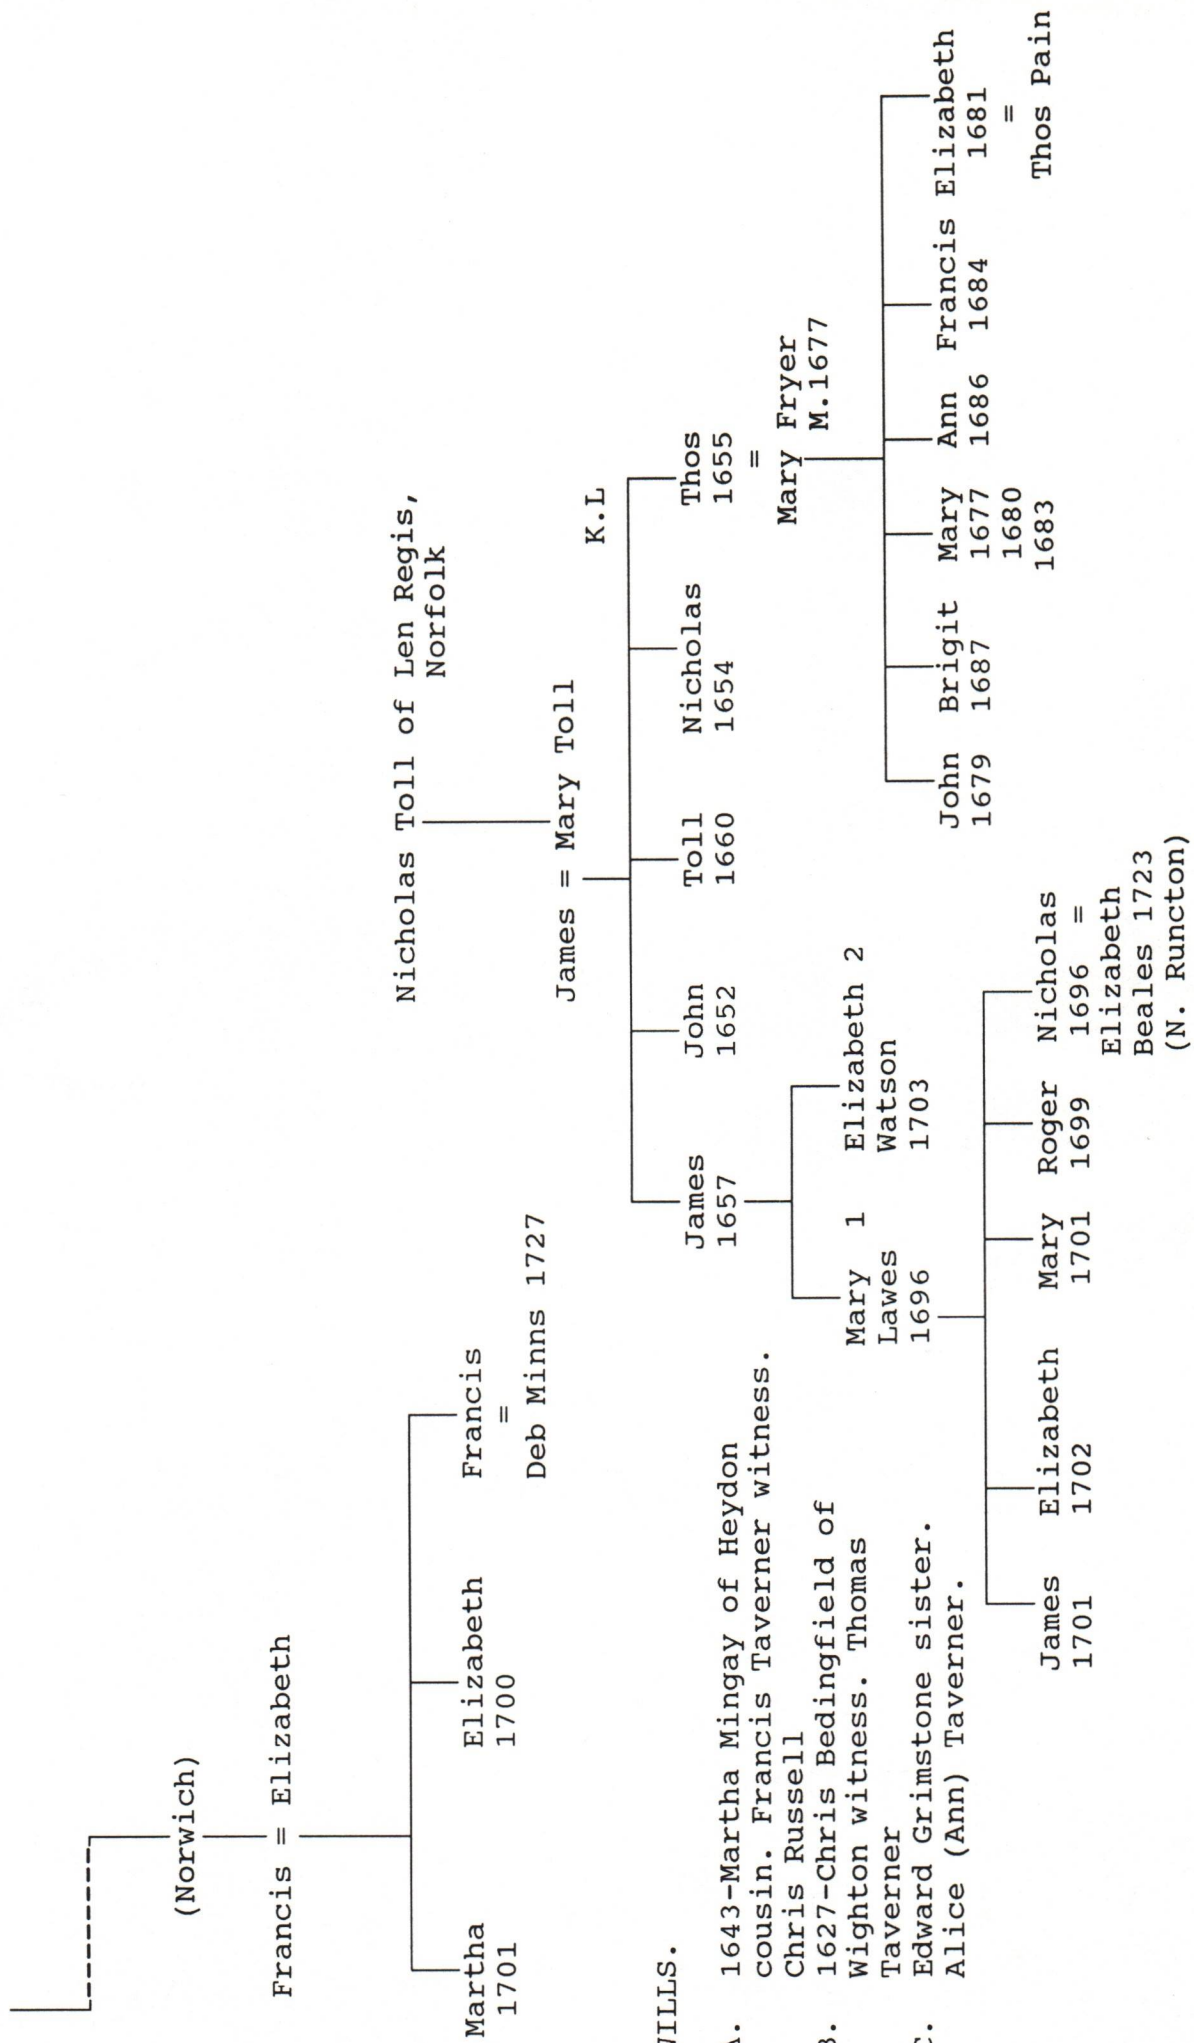 (Norwich)
Francis = Elizabeth
Martha
1701
Elizabeth
1700
Francis
=
Deb Minns 1727
Nicholas Toll of Len Regis,
Norfolk
James = Mary Toll
K.L
James
1657
John
1652
Toll
1660
Nicholas
1654
Thos
1655
=
Mary Fryer
M.1677
Mary 1
Lawes
1696
Elizabeth 2
Watson
1703
John
1679
Brigit
1687
Mary
1677
1680
1683
Ann
1686
Francis
1684
Elizabeth
1681
=
Thos Pain
James
1701
Elizabeth
1702
Mary
1701
Roger
1699
Nicholas
1696 =
Elizabeth
Beales 1723
(N. Runcton)
WILLS.
A. 1643-Martha Mingay of Heydon
cousin. Francis Taverner witness.
Chris Russell
B. 1627-Chris Bedingfield of
Wighton witness. Thomas
Taverner
C. Edward Grimstone sister.
Alice (Ann) Taverner.